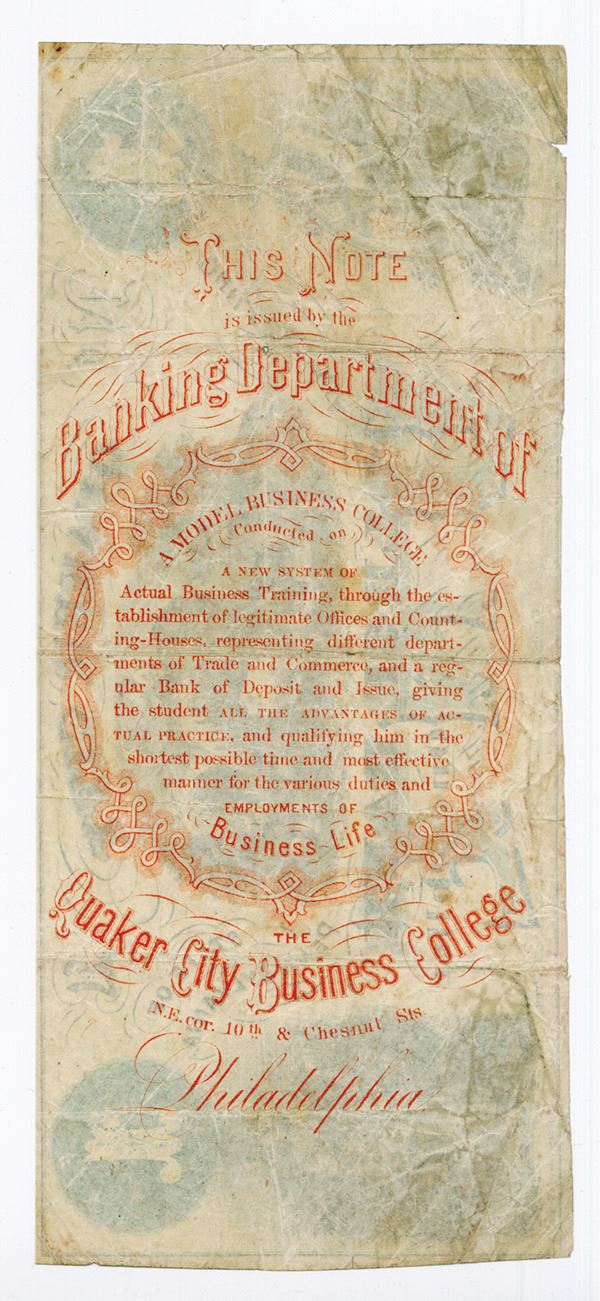 THIS NOTE
is issued by the
Banking Department of
A MODEL BUSINESS COLLEGE
Conducted on
A NEW SYSTEM OF
Actual Business Training, through the es-
tablishment of legitimate Offices and Count-
ing-Houses, representing different depart-
ments of Trade and Commerce, and a reg-
ular Bank of Deposit and Issue, giving
the student ALL THE ADVANTAGES OF AC-
TUAL PRACTICE, and qualifying him in the
shortest possible time and most effective
manner for the various duties and
EMPLOYMENTS OF
Business Life
THE
Quaker City Business College
N.E. cor. 10th & Chesnut Sts.
Philadelphia